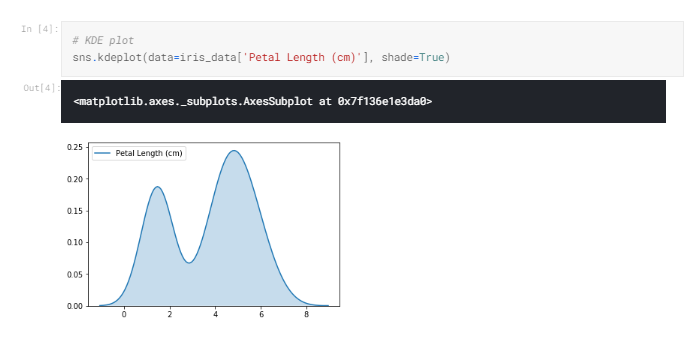 In [4]:
# KDE plot
sns.kdeplot(data=iris_data['Petal Length (cm)'], shade=True)
Out[4]:
<matplotlib.axes._subplots.AxesSubplot at 0x7f136e1e3da0>
Petal Length (cm)
0.25
0.20
0.15
0.10
0.05
0.00
0 2 4 6 8